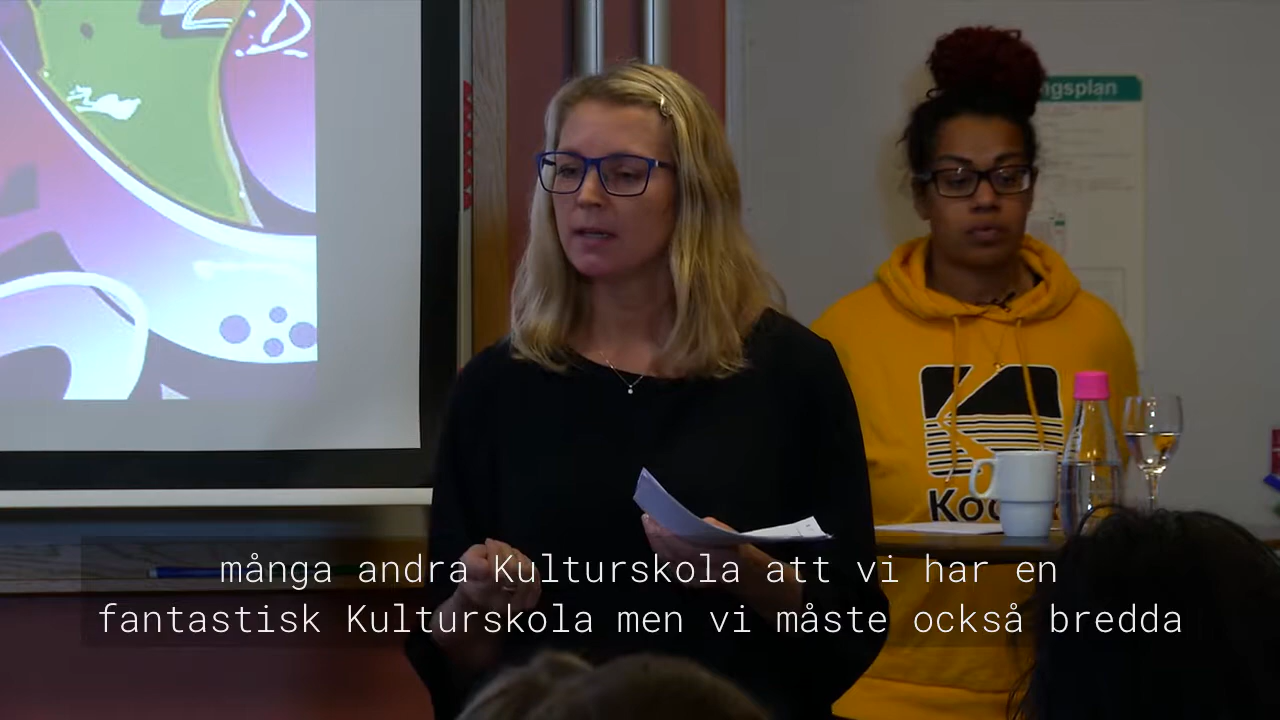 ngsplan
Kod
många andra Kulturskola att vi har en
fantastisk Kulturskola men vi måste också bredda